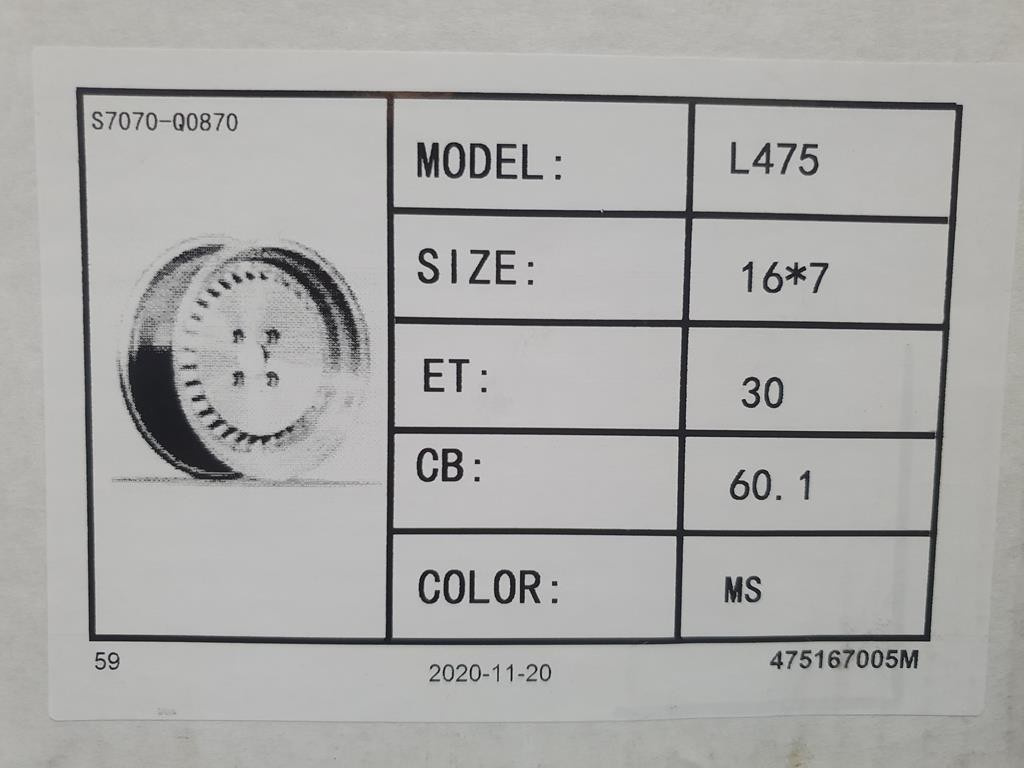 S7070-Q0870
MODEL: L475
SIZE: 16*7
ET: 30
CB: 60.1
COLOR: MS
59
2020-11-20
475167005M